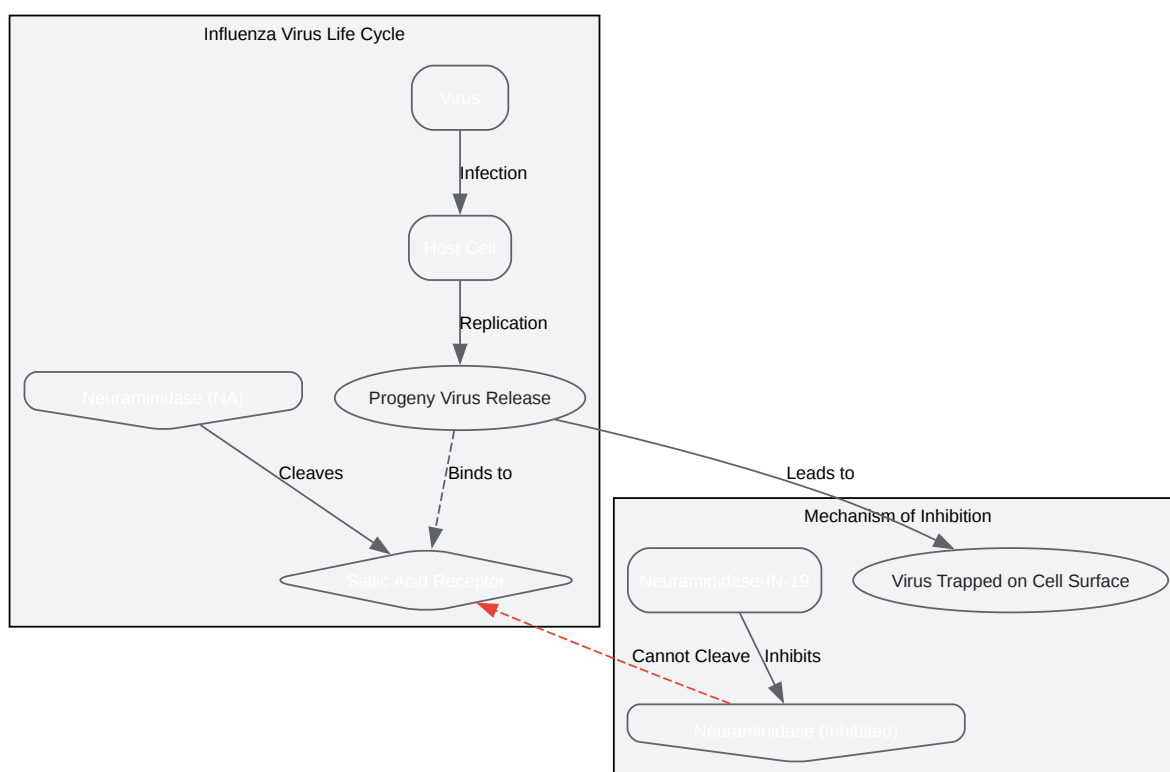 Influenza Virus Life Cycle
Virus
Infection
Host Cell
Replication
Neuraminidase (NA)
Progeny Virus Release
Cleaves
Binds to
Leads to
Sialic Acid Receptor
Mechanism of Inhibition
Neuraminidase-IN-19
Virus Trapped on Cell Surface
Cannot Cleave
Inhibits
Neuraminidase (Inhibited)